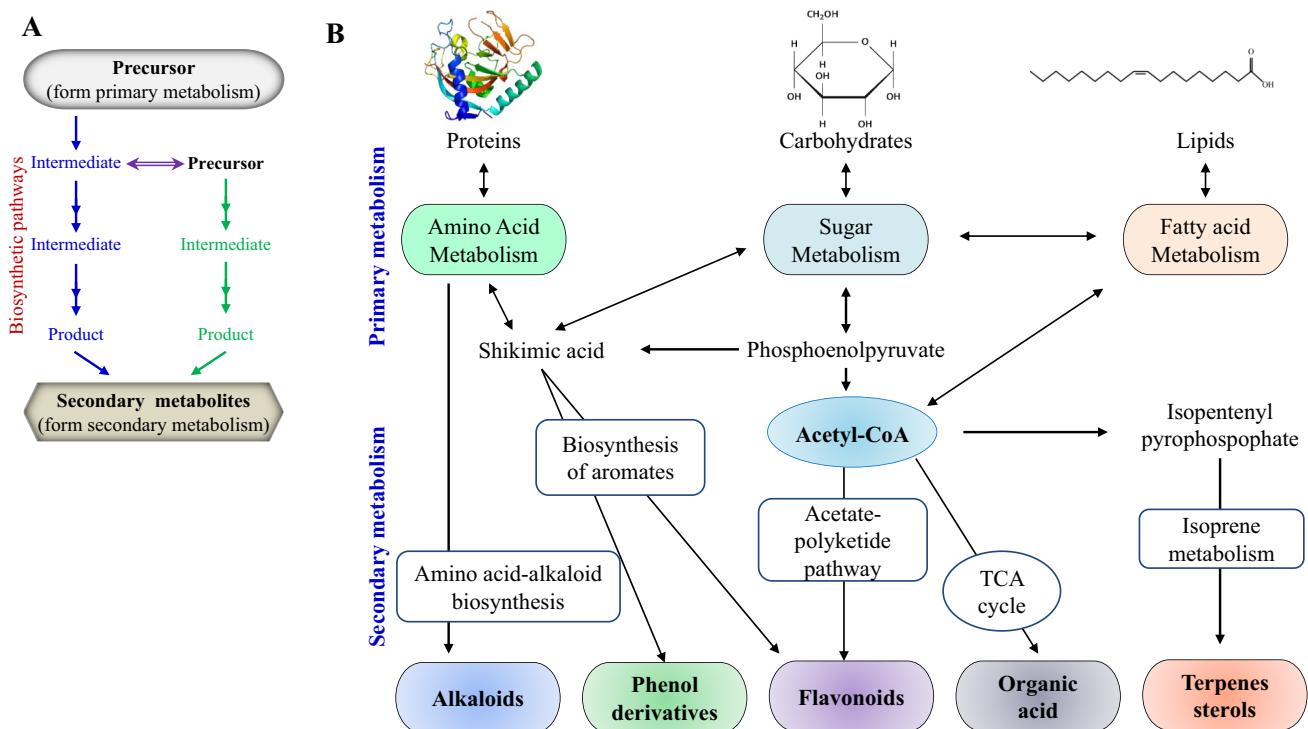 A
Precursor
(form primary metabolism)
Biosynthetic pathways
Intermediate
Precursor
Intermediate
Intermediate
Product
Product
Secondary metabolites
(form secondary metabolism)
B
CH₂OH
O
H
H
H
H
OH
OH
OH
H
OH
O
OH
Proteins
Carbohydrates
Lipids
Primary metabolism
Amino Acid
Metabolism
Sugar
Metabolism
Fatty acid
Metabolism
Shikimic acid
Phosphoenolpyruvate
Secondary metabolism
Acetyl-CoA
Isopentenyl
pyrophospophate
Biosynthesis
of aromates
Acetate-
polyketide
pathway
Isoprene
metabolism
Amino acid-alkaloid
biosynthesis
TCA
cycle
Alkaloids
Phenol
derivatives
Flavonoids
Organic
acid
Terpenes
sterols